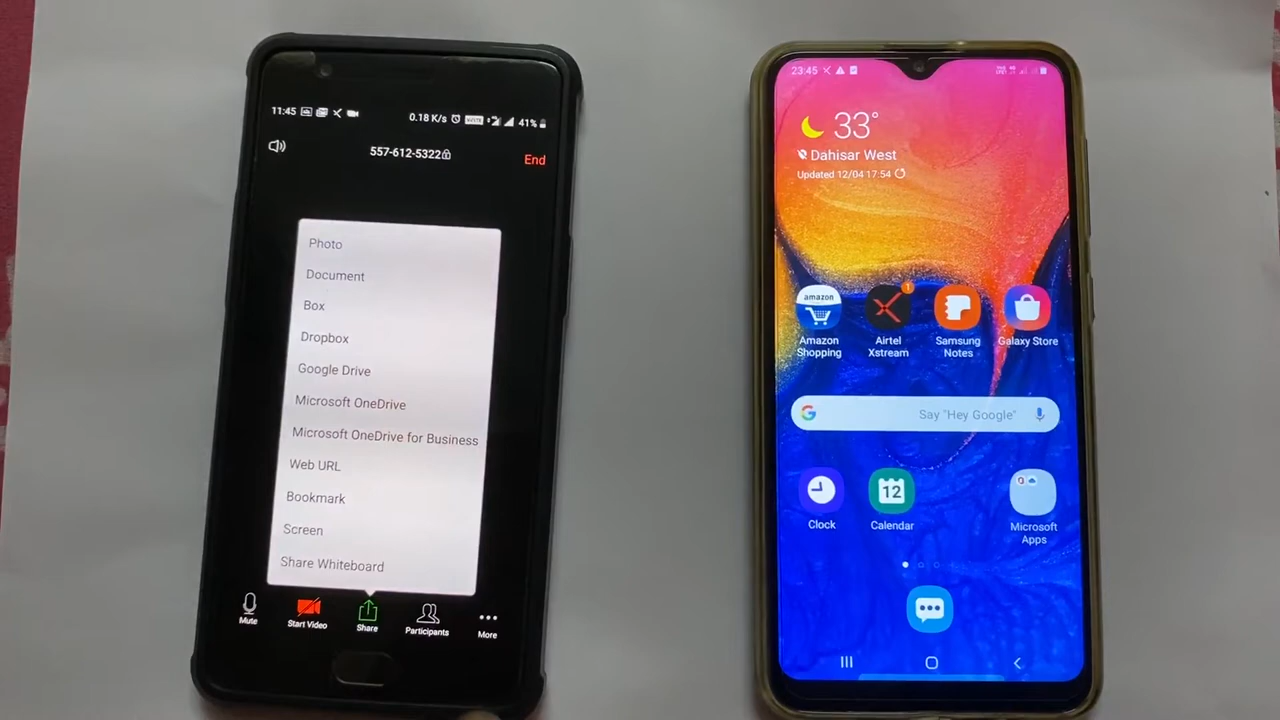 11:45
0.18 K/s
41%
557-612-5322
End
Photo
Document
Box
Dropbox
Google Drive
Microsoft OneDrive
Microsoft OneDrive for Business
Web URL
Bookmark
Screen
Share Whiteboard
Mute
Start Video
Share
Participants
More
23:45
33°
Dahisar West
Updated 12/04 17:54
amazon
1
Amazon
Shopping
Airtel
Xstream
Samsung
Notes
Galaxy Store
G
Say "Hey Google"
12
Clock
Calendar
Microsoft
Apps